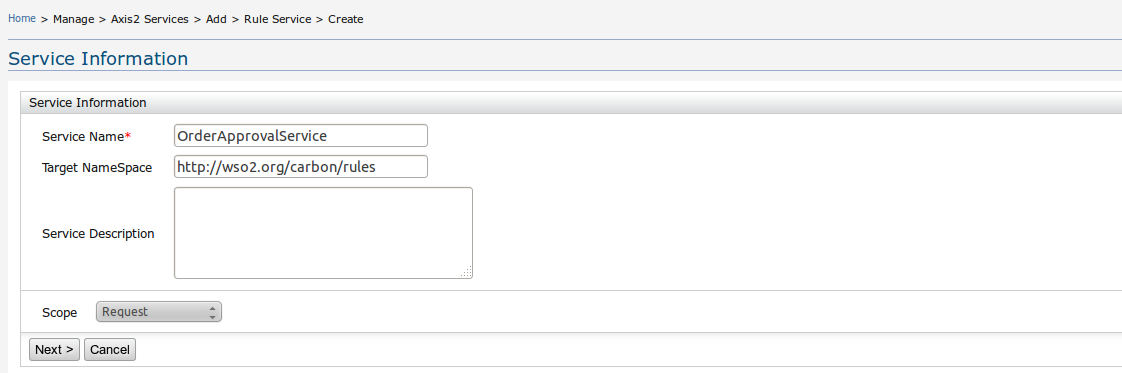 Home > Manage > Axis2 Services > Add > Rule Service > Create
Service Information
Service Information
Service Name* OrderApprovalService
Target NameSpace http://wso2.org/carbon/rules
Service Description
Scope Request
Next > Cancel